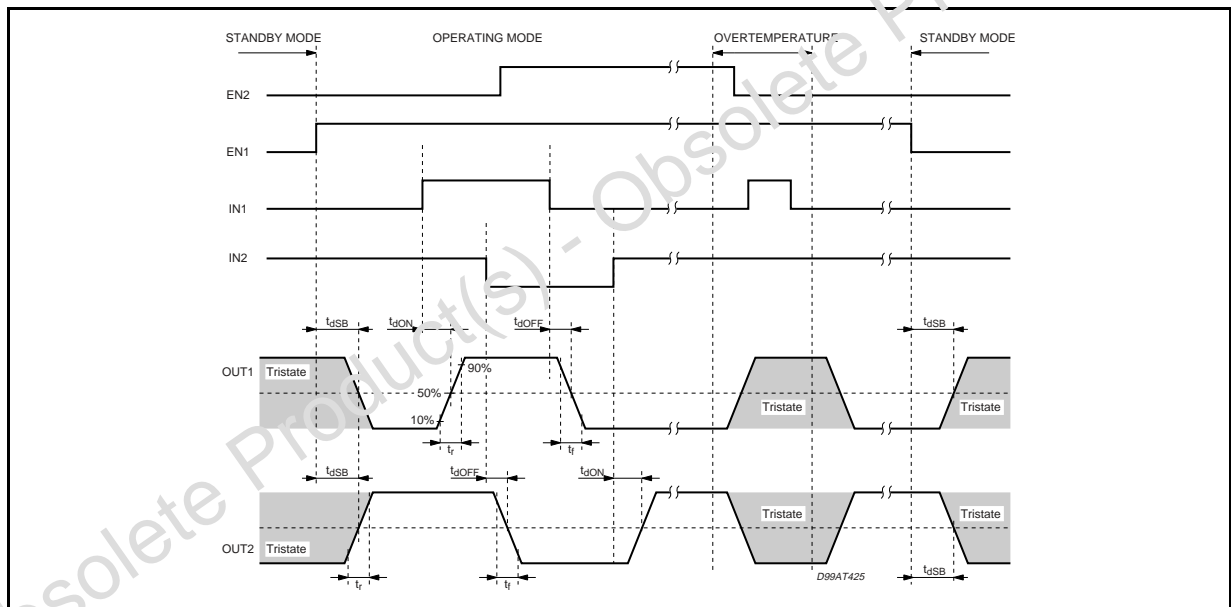 STANDBY MODE OPERATING MODE OVERTEMPERATURE STANDBY MODE
EN2
EN1
IN1
IN2
tdSB tdON tdOFF tdSB
OUT1 Tristate
90%
50%
Tristate Tristate
10%
tr tf
tdSB tdOFF tdON
Tristate Tristate
OUT2 Tristate
D99AT425
tr tf tdSB
Obsolete Product(s) - Obsolete Pr